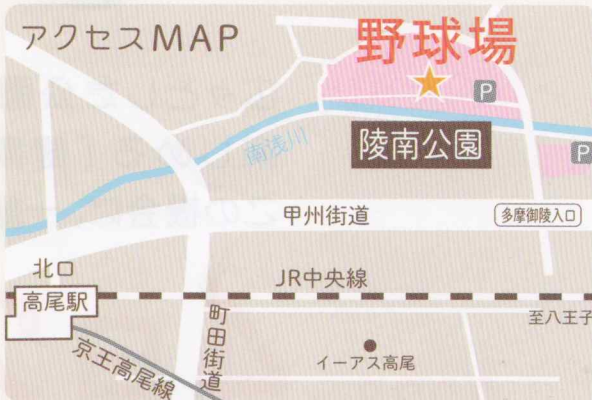 アクセスMAP
野球場
P
南浅川
陵南公園
P
甲州街道
多摩御陵入口
北口
JR中央線
高尾駅
至八王子
町田街道
イーアス高尾
京王高尾線